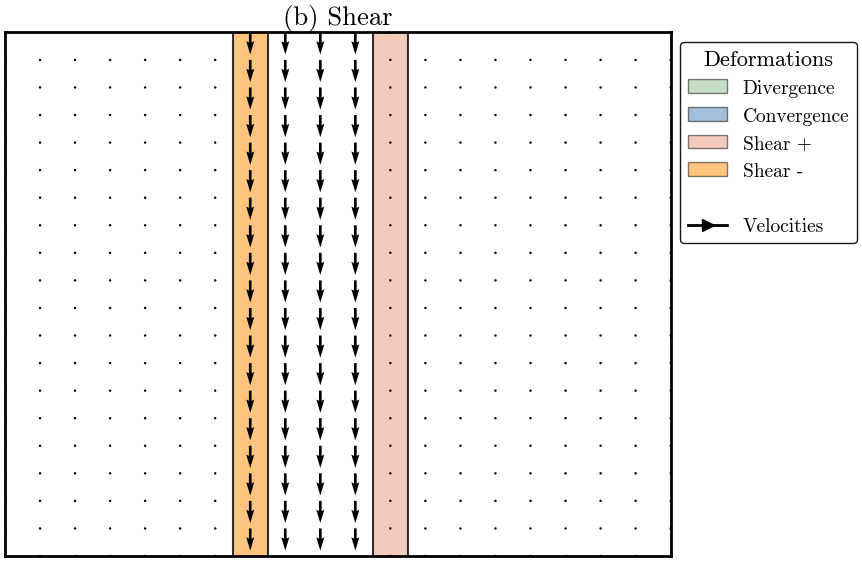 (b) Shear
Deformations
Divergence
Convergence
Shear +
Shear -
Velocities